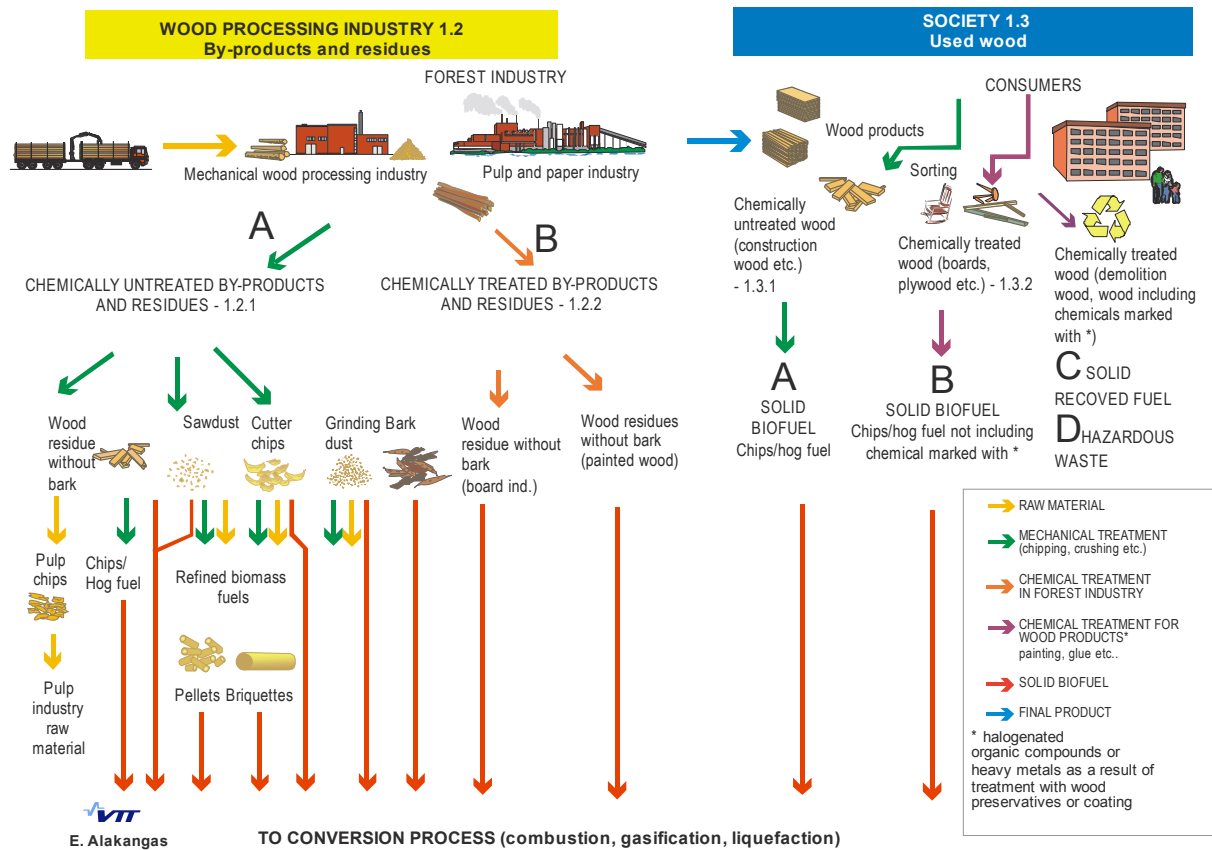 WOOD PROCESSING INDUSTRY 1.2
By-products and residues
SOCIETY 1.3
Used wood
FOREST INDUSTRY
CONSUMERS
Wood products
Mechanical wood processing industry
Pulp and paper industry
Sorting
A
B
Chemically
untreated wood
(construction
wood etc.)
- 1.3.1
Chemically treated
wood (boards,
plywood etc.) - 1.3.2
Chemically treated
wood (demolition
wood, wood including
chemicals marked
with *)
CHEMICALLY UNTREATED BY-PRODUCTS
AND RESIDUES - 1.2.1
CHEMICALLY TREATED BY-PRODUCTS
AND RESIDUES - 1.2.2
A
SOLID
BIOFUEL
Chips/hog fuel
B
SOLID BIOFUEL
Chips/hog fuel not including
chemical marked with *
C SOLID
RECOVED FUEL
D HAZARDOUS
WASTE
Wood
residue
without
bark
Sawdust
Cutter
chips
Grinding Bark
dust
Wood
residue without
bark
(board ind.)
Wood residues
without bark
(painted wood)
Pulp
chips
Chips/
Hog fuel
Refined biomass
fuels
Pellets Briquettes
Pulp
industry
raw
material
RAW MATERIAL
MECHANICAL TREATMENT
(chipping, crushing etc.)
CHEMICAL TREATMENT
IN FOREST INDUSTRY
CHEMICAL TREATMENT FOR
WOOD PRODUCTS*
painting, glue etc..
SOLID BIOFUEL
FINAL PRODUCT
* halogenated
organic compounds or
heavy metals as a result of
treatment with wood
preservatives or coating
VTT
E. Alakangas
TO CONVERSION PROCESS (combustion, gasification, liquefaction)